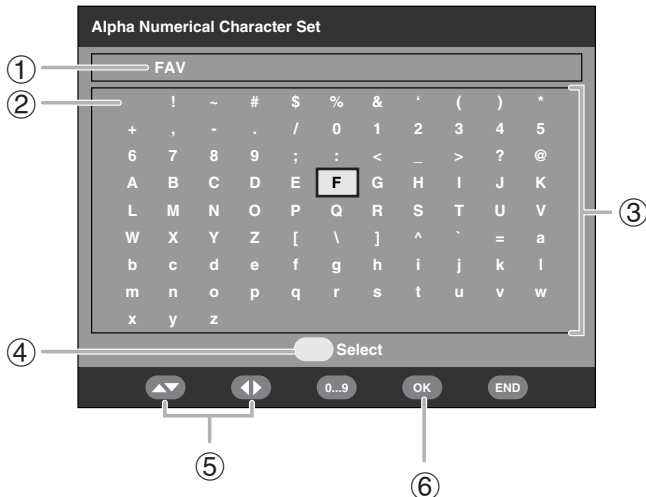 Alpha Numerical Character Set
① FAV
② ! ~ # $ % & ‘ ( ) *
+ , - . / 0 1 2 3 4 5
6 7 8 9 ; : < _ > ? @
A B C D E F G H I J K
L M N O P Q R S T U V
③
W X Y Z [ \ ] ^ ` = a
b c d e f g h i j k l
m n o p q r s t u v w
x y z
④ Select
0...9 OK END
⑤ ⑥